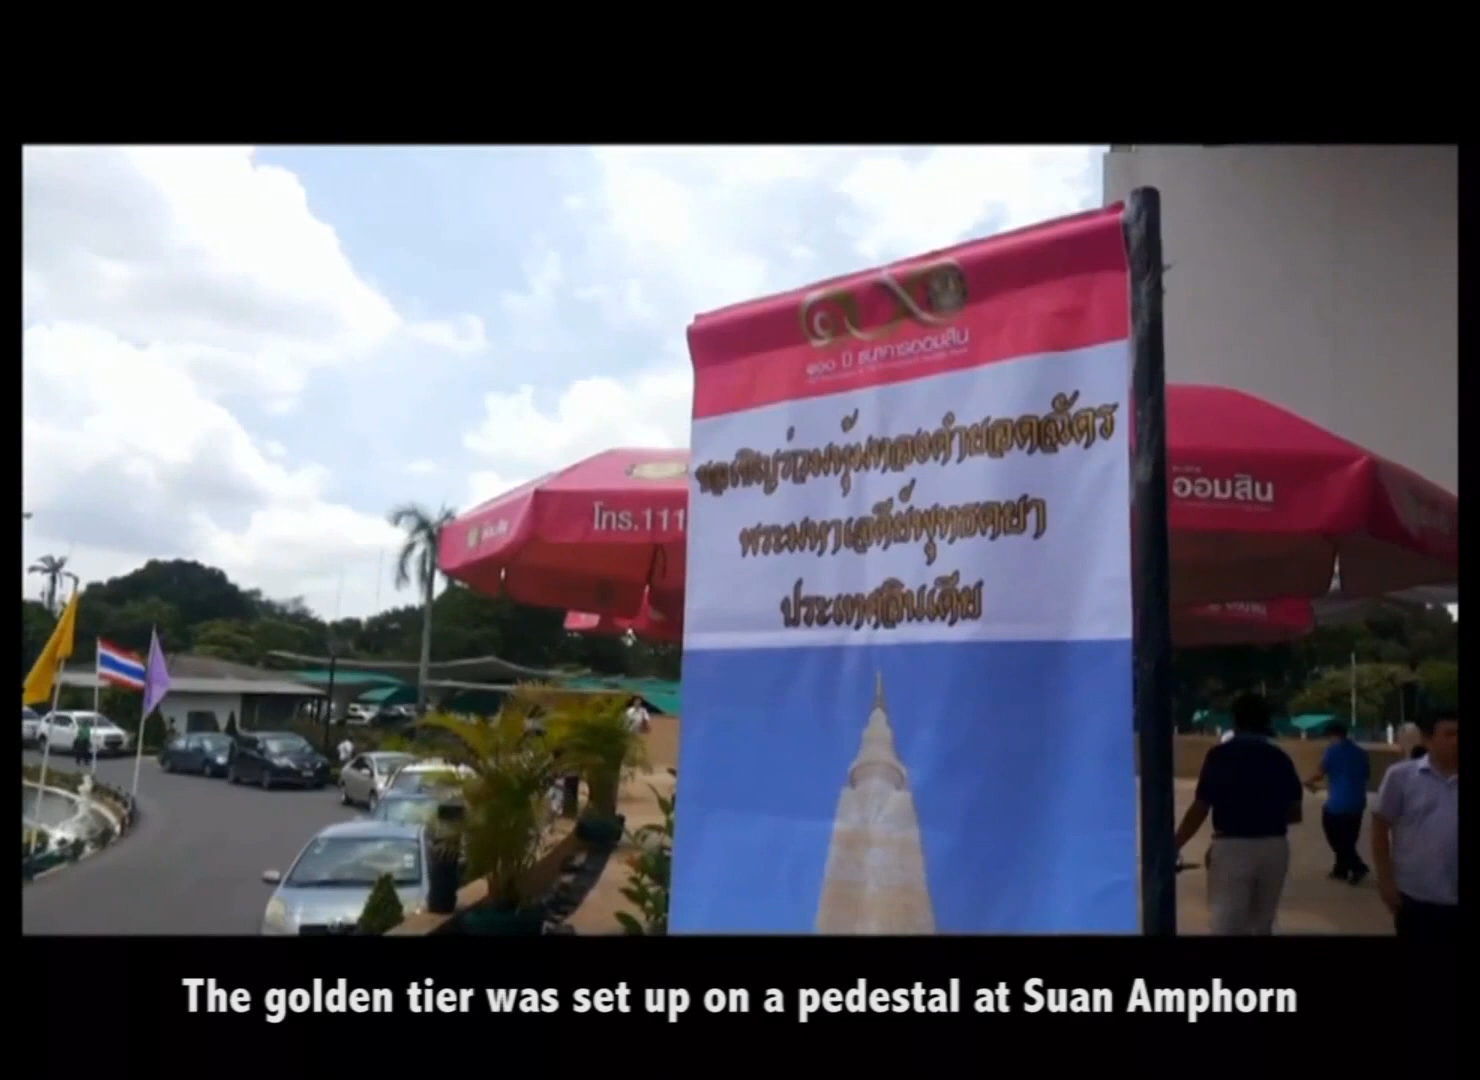 ๑๐๐ ปี ธนาคารออมสิน
ขอเชิญร่วมหุ้มทองคำยอดฉัตร
พระมหาเจดีย์พุทธคยา
ประเทศอินเดีย
โทร.111
ออมสิน
The golden tier was set up on a pedestal at Suan Amphorn